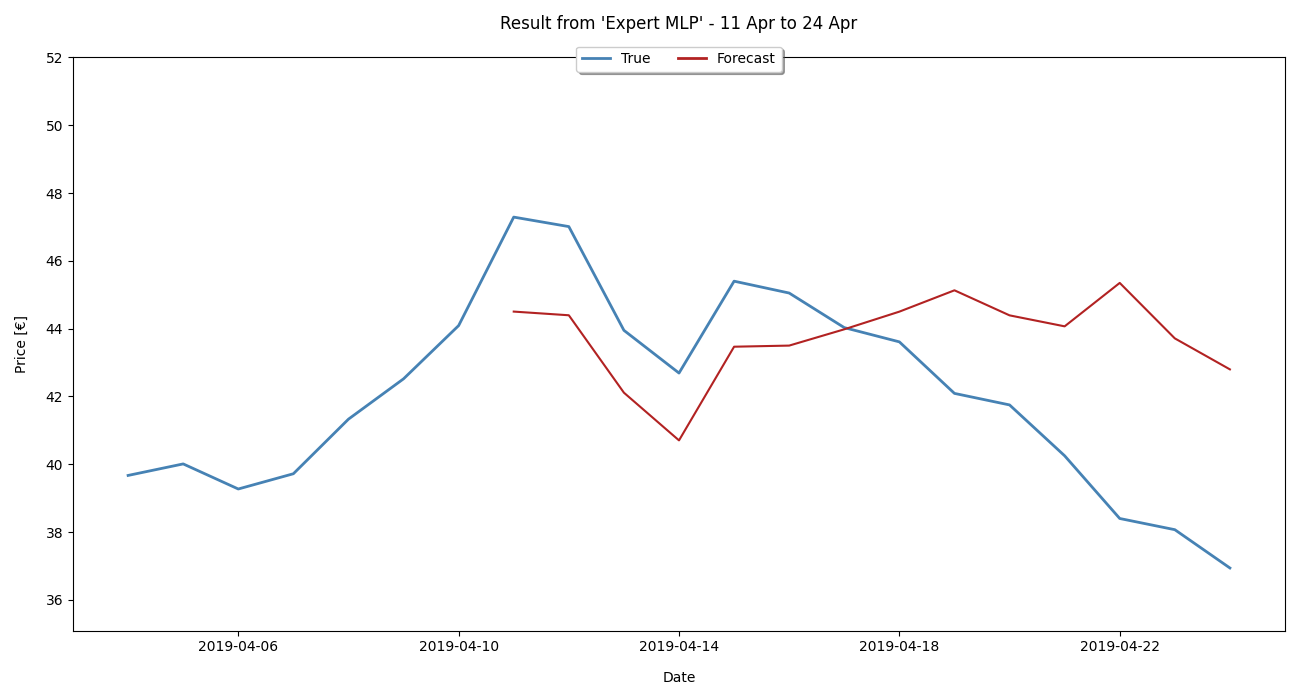 Result from 'Expert MLP' - 11 Apr to 24 Apr
True Forecast
52
50
48
46
44
42
40
38
36
Price [€]
2019-04-06 2019-04-10 2019-04-14 2019-04-18 2019-04-22
Date